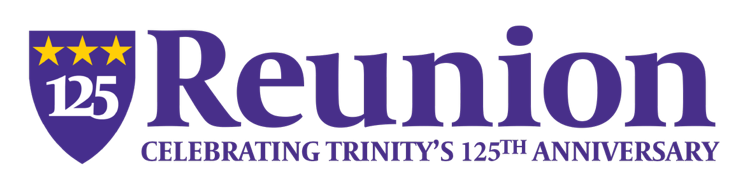 125
Reunion
CELEBRATING TRINITY'S 125TH ANNIVERSARY